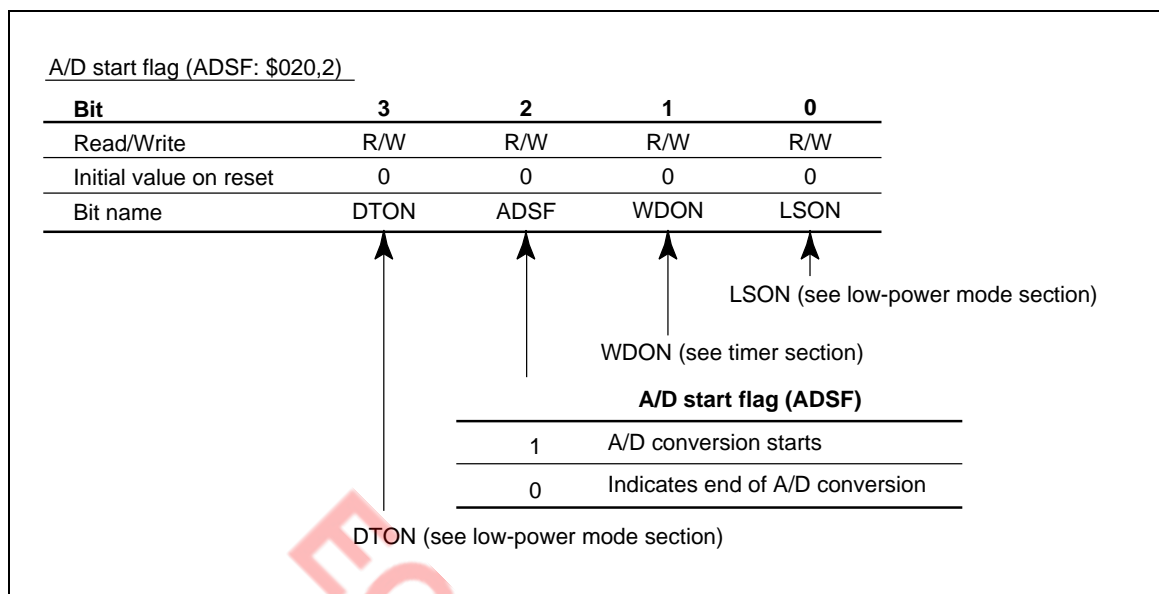 A/D start flag (ADSF: $020,2)
Bit 3 2 1 0
Read/Write R/W R/W R/W R/W
Initial value on reset 0 0 0 0
Bit name DTON ADSF WDON LSON
LSON (see low-power mode section)
WDON (see timer section)
A/D start flag (ADSF)
1 A/D conversion starts
0 Indicates end of A/D conversion
DTON (see low-power mode section)